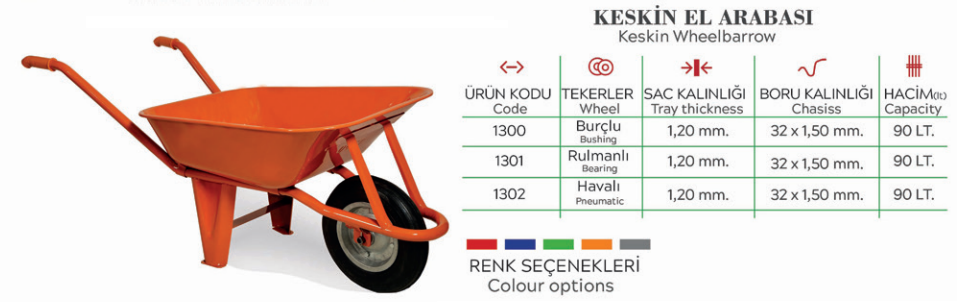 KESKİN EL ARABASI
Keskin Wheelbarrow
ÜRÜN KODU TEKERLER SAC KALINLIĞI BORU KALINLIĞI HACİM(lt)
Code Wheel Tray thickness Chasiss Capacity
1300 Burçlu 1,20 mm. 32 x 1,50 mm. 90 LT.
Bushing
1301 Rulmanlı 1,20 mm. 32 x 1,50 mm. 90 LT.
Bearing
1302 Havalı 1,20 mm. 32 x 1,50 mm. 90 LT.
Pneumatic
RENK SEÇENEKLERİ
Colour options